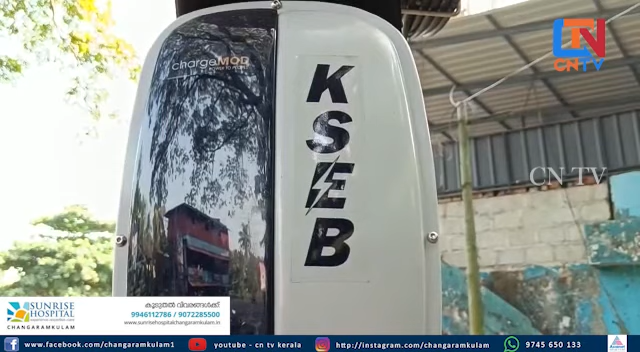 chargeMOD
KSEB
CN TV
CN TV
SUNRISE HOSPITAL
CHANGARAMKULAM
കൂടുതൽ വിവരങ്ങൾക്ക്:
9946112786 / 9072285500
www.sunrisehospitalchangaramkulam.in
www.facebook.com/changaramkulam1
youtube - cn tv kerala
http://instagram.com/changaramkulam
9745 650 133